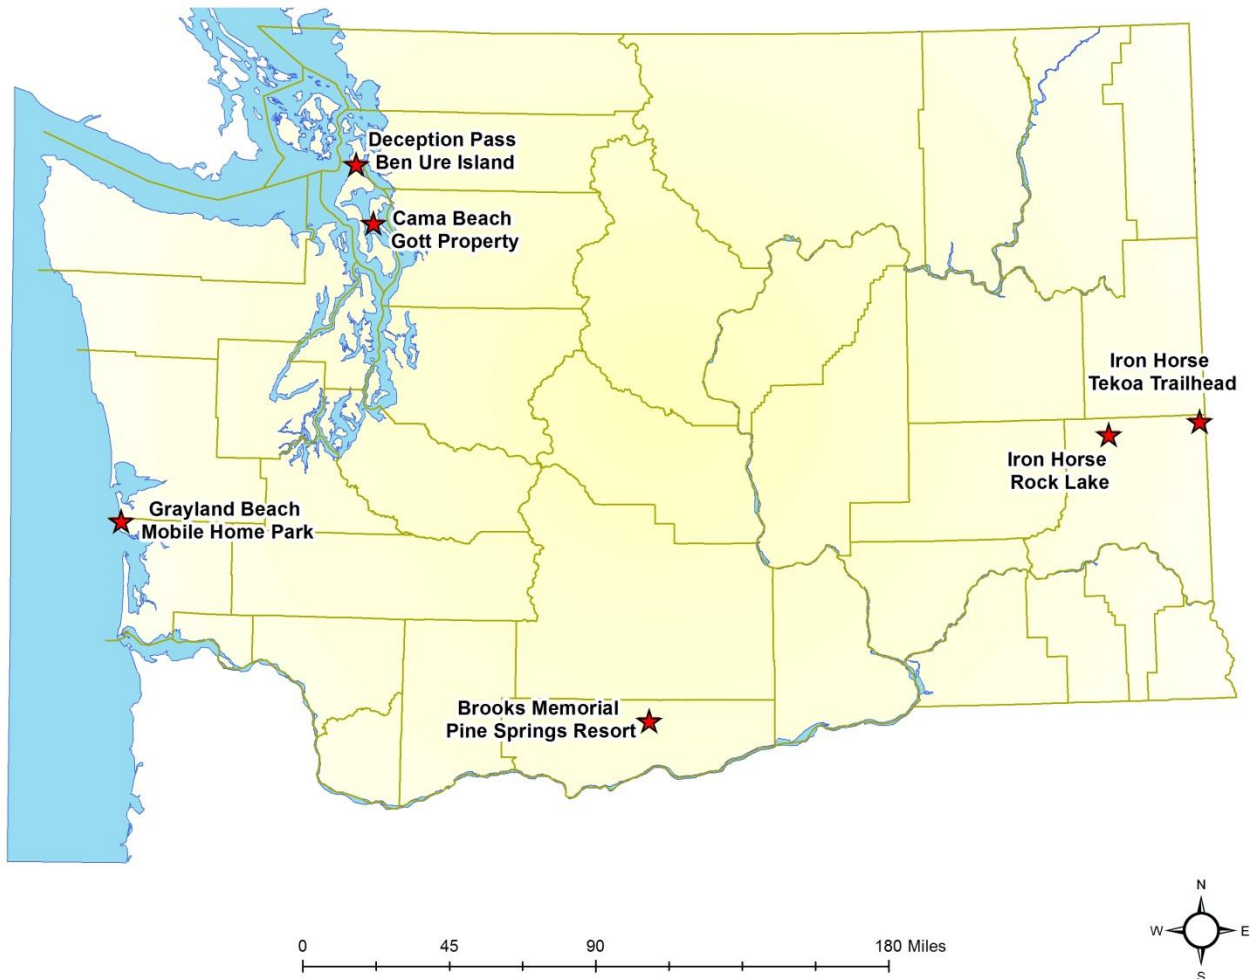 Deception Pass
Ben Ure Island
Cama Beach
Gott Property
Iron Horse
Tekoa Trailhead
Iron Horse
Rock Lake
Grayland Beach
Mobile Home Park
Brooks Memorial
Pine Springs Resort
N
W E
S
0 45 90 180 Miles